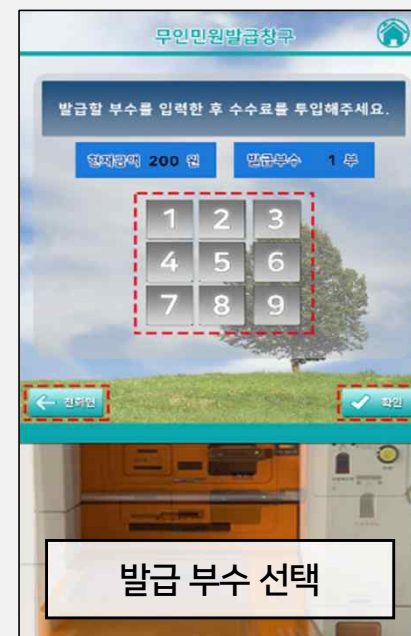 무인민원발급창구
발급할 부수를 입력한 후 수수료를 투입해주세요.
현재금액 200 원 발급부수 1 부
1 2 3
4 5 6
7 8 9
전화면 확인
발급 부수 선택